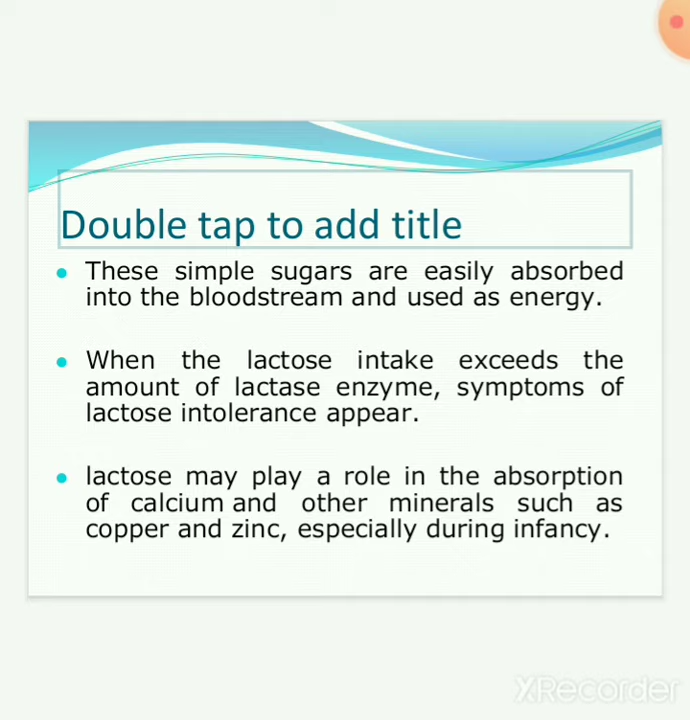 Double tap to add title
These simple sugars are easily absorbed
into the bloodstream and used as energy.
When the lactose intake exceeds the
amount of lactase enzyme, symptoms of
lactose intolerance appear.
lactose may play a role in the absorption
of calcium and other minerals such as
copper and zinc, especially during infancy.
XRecorder